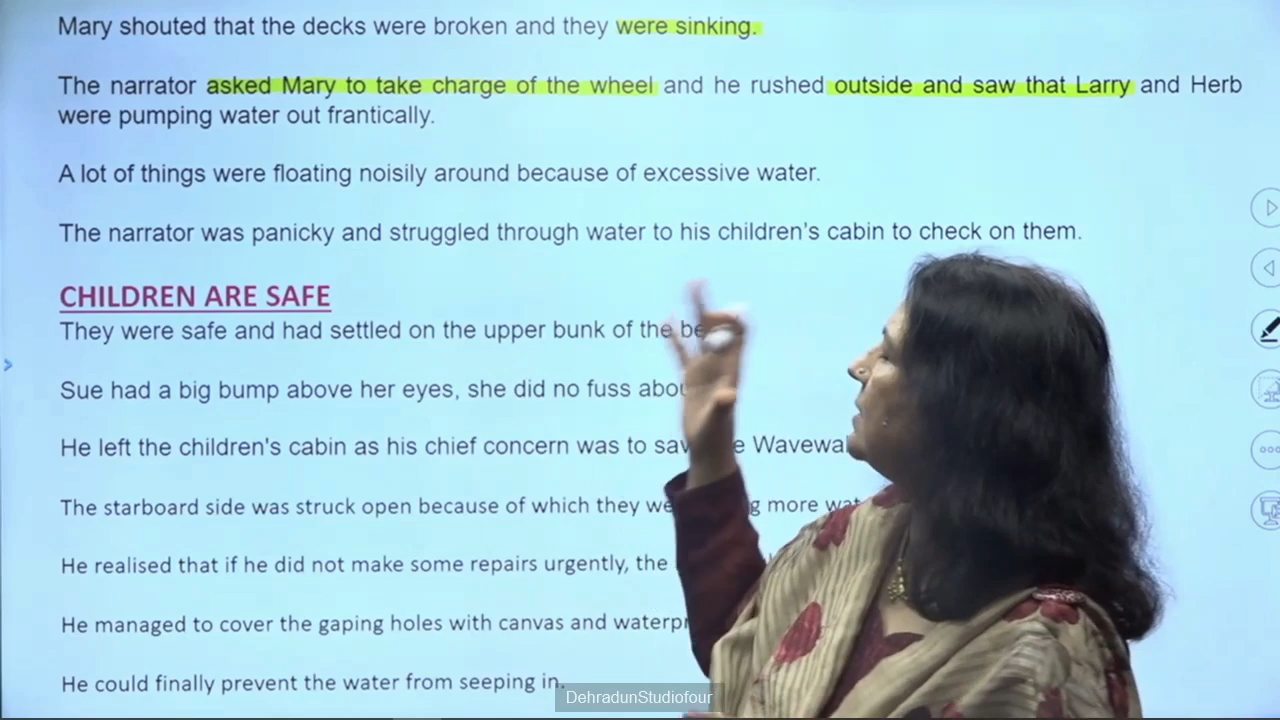 Mary shouted that the decks were broken and they were sinking.
The narrator asked Mary to take charge of the wheel and he rushed outside and saw that Larry and Herb
were pumping water out frantically.
A lot of things were floating noisily around because of excessive water.
The narrator was panicky and struggled through water to his children's cabin to check on them.
CHILDREN ARE SAFE
They were safe and had settled on the upper bunk of the
Sue had a big bump above her eyes, she did no fuss
He left the children's cabin as his chief concern was to
The starboard side was struck open because of which they more
He realised that if he did not make some repairs urgently, the
He managed to cover the gaping holes with canvas and
He could finally prevent the water from seeping in.
DehradunStudiofour